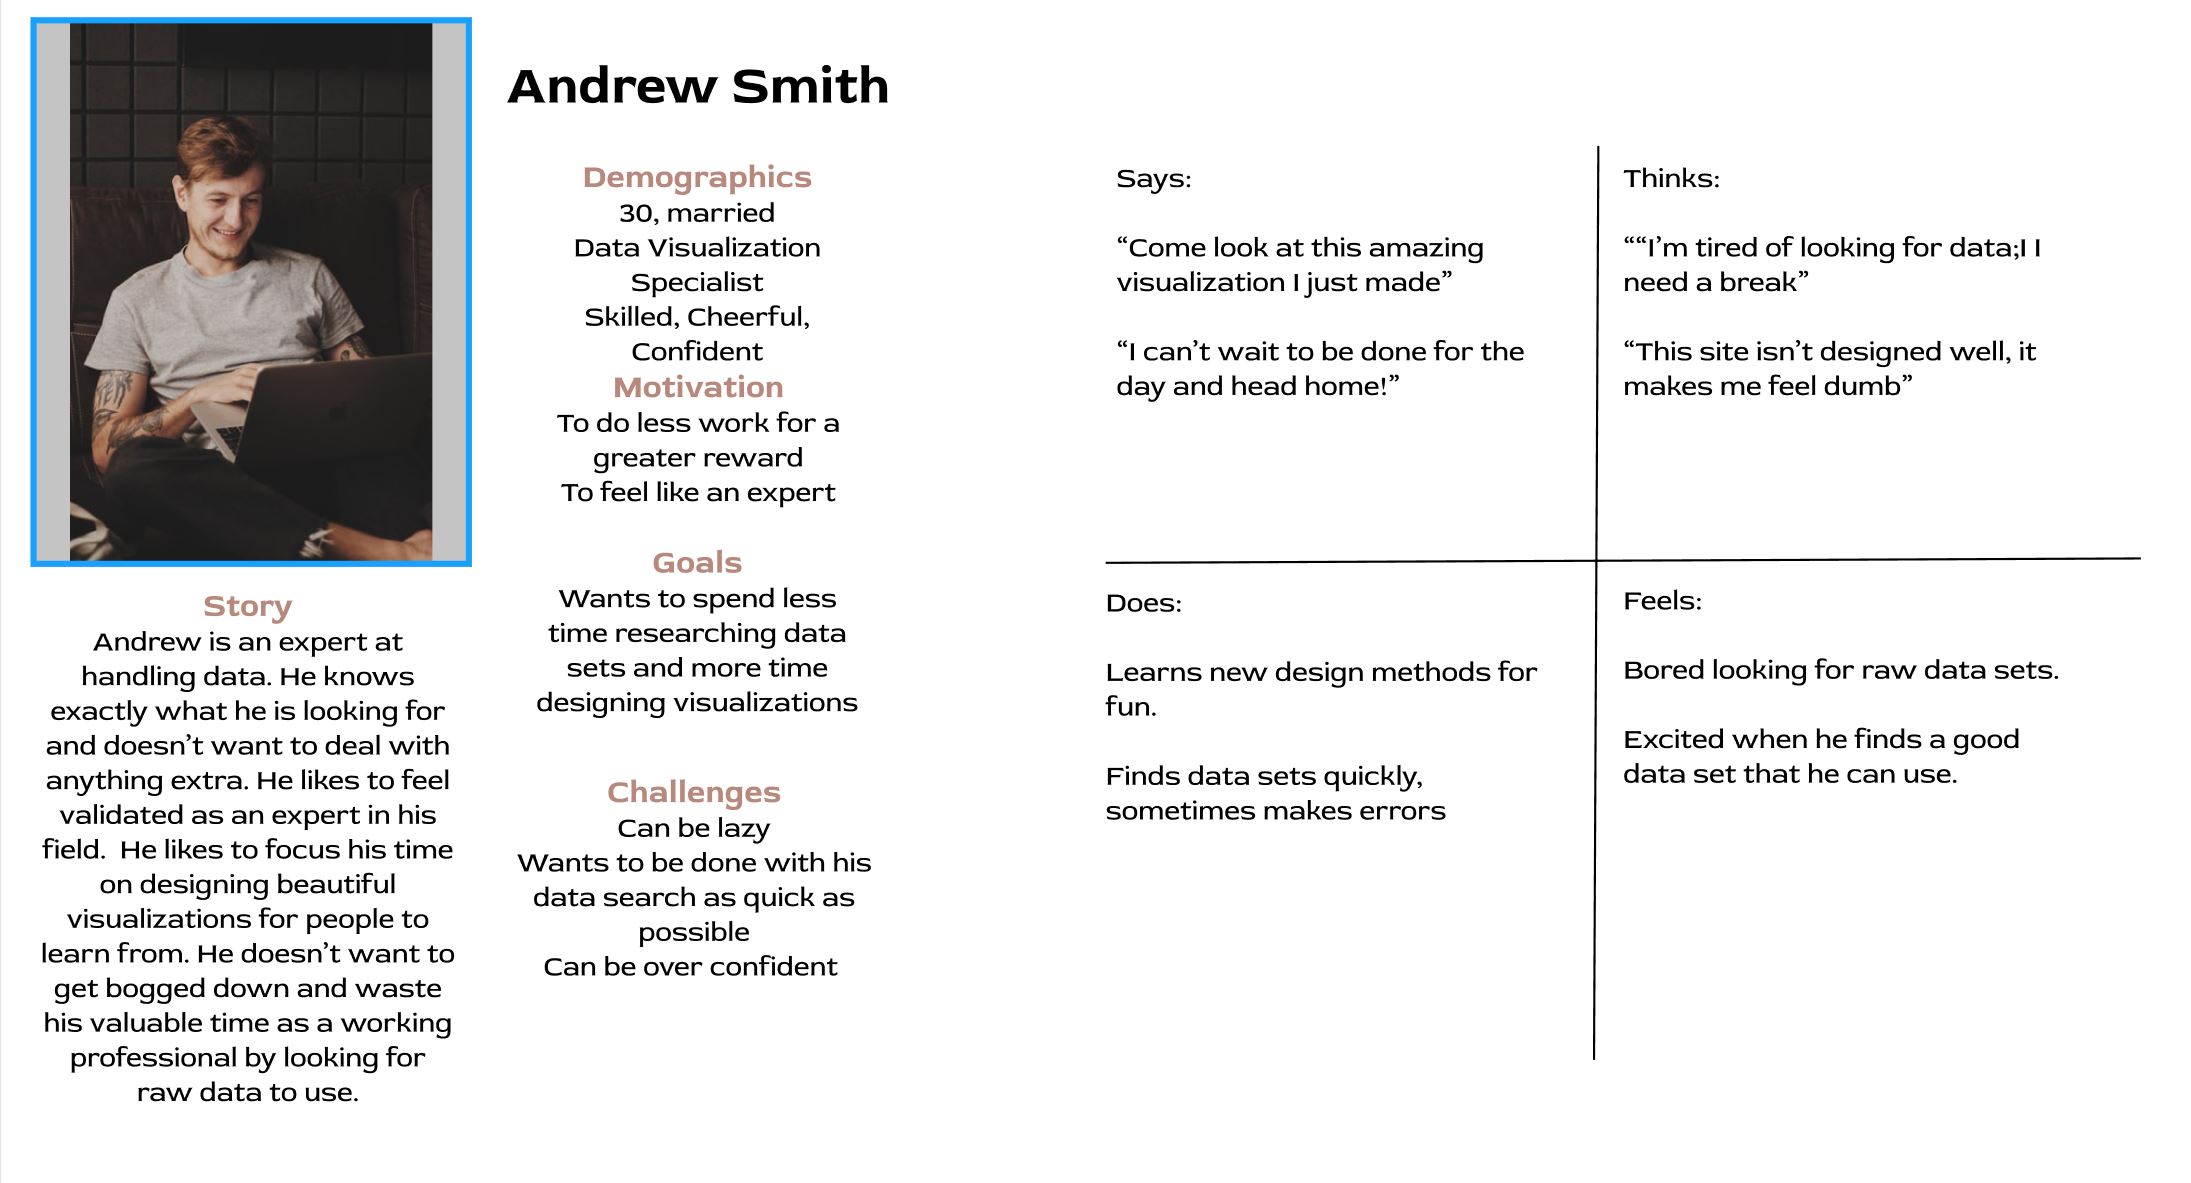 Andrew Smith
Story
Andrew is an expert at
handling data. He knows
exactly what he is looking for
and doesn’t want to deal with
anything extra. He likes to feel
validated as an expert in his
field.  He likes to focus his time
on designing beautiful
visualizations for people to
learn from. He doesn’t want to
get bogged down and waste
his valuable time as a working
professional by looking for
raw data to use.
Demographics
30, married
Data Visualization
Specialist
Skilled, Cheerful,
Confident
Motivation
To do less work for a
greater reward
To feel like an expert
Goals
Wants to spend less
time researching data
sets and more time
designing visualizations
Challenges
Can be lazy
Wants to be done with his
data search as quick as
possible
Can be over confident
Says:
“Come look at this amazing
visualization I just made”
“I can’t wait to be done for the
day and head home!”
Thinks:
““I’m tired of looking for data;I I
need a break”
“This site isn’t designed well, it
makes me feel dumb”
Does:
Learns new design methods for
fun.
Finds data sets quickly,
sometimes makes errors
Feels:
Bored looking for raw data sets.
Excited when he finds a good
data set that he can use.